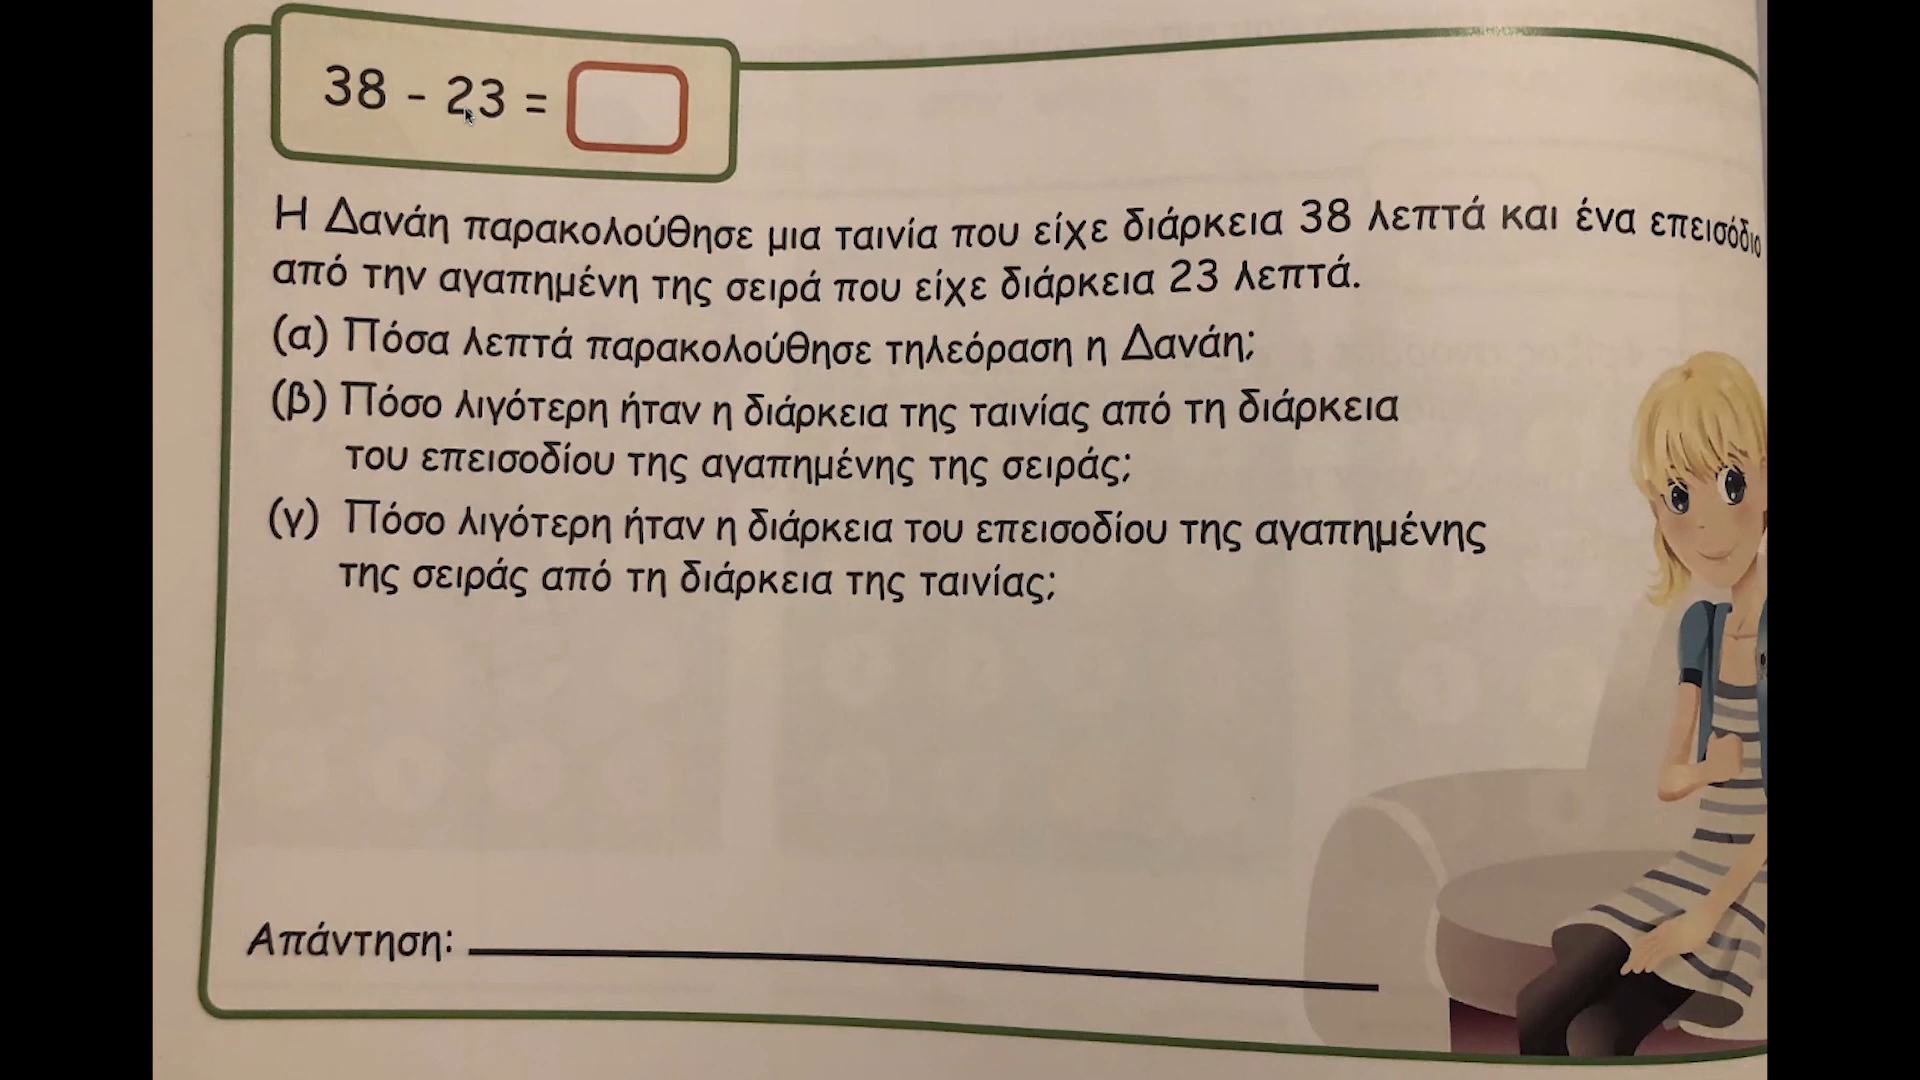 38 - 23 =
Η Δανάη παρακολούθησε μια ταινία που είχε διάρκεια 38 λεπτά και ένα επεισόδιο
από την αγαπημένη της σειρά που είχε διάρκεια 23 λεπτά.
(α) Πόσα λεπτά παρακολούθησε τηλεόραση η Δανάη;
(β) Πόσο λιγότερη ήταν η διάρκεια της ταινίας από τη διάρκεια
του επεισοδίου της αγαπημένης της σειράς;
(γ) Πόσο λιγότερη ήταν η διάρκεια του επεισοδίου της αγαπημένης
της σειράς από τη διάρκεια της ταινίας;
Απάντηση: